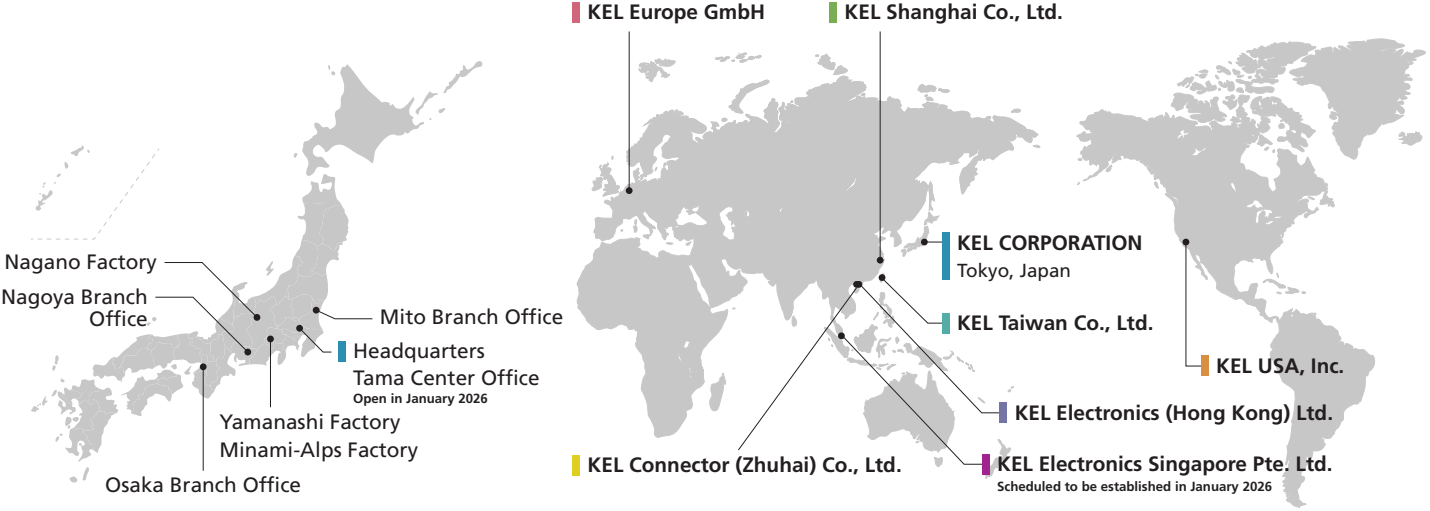 KEL Europe GmbH
KEL Shanghai Co., Ltd.
Nagano Factory
Nagoya Branch
Office
Mito Branch Office
Headquarters
Tama Center Office
Open in January 2026
Yamanashi Factory
Minami-Alps Factory
Osaka Branch Office
KEL CORPORATION
Tokyo, Japan
KEL Taiwan Co., Ltd.
KEL USA, Inc.
KEL Electronics (Hong Kong) Ltd.
KEL Connector (Zhuhai) Co., Ltd.
KEL Electronics Singapore Pte. Ltd.
Scheduled to be established in January 2026